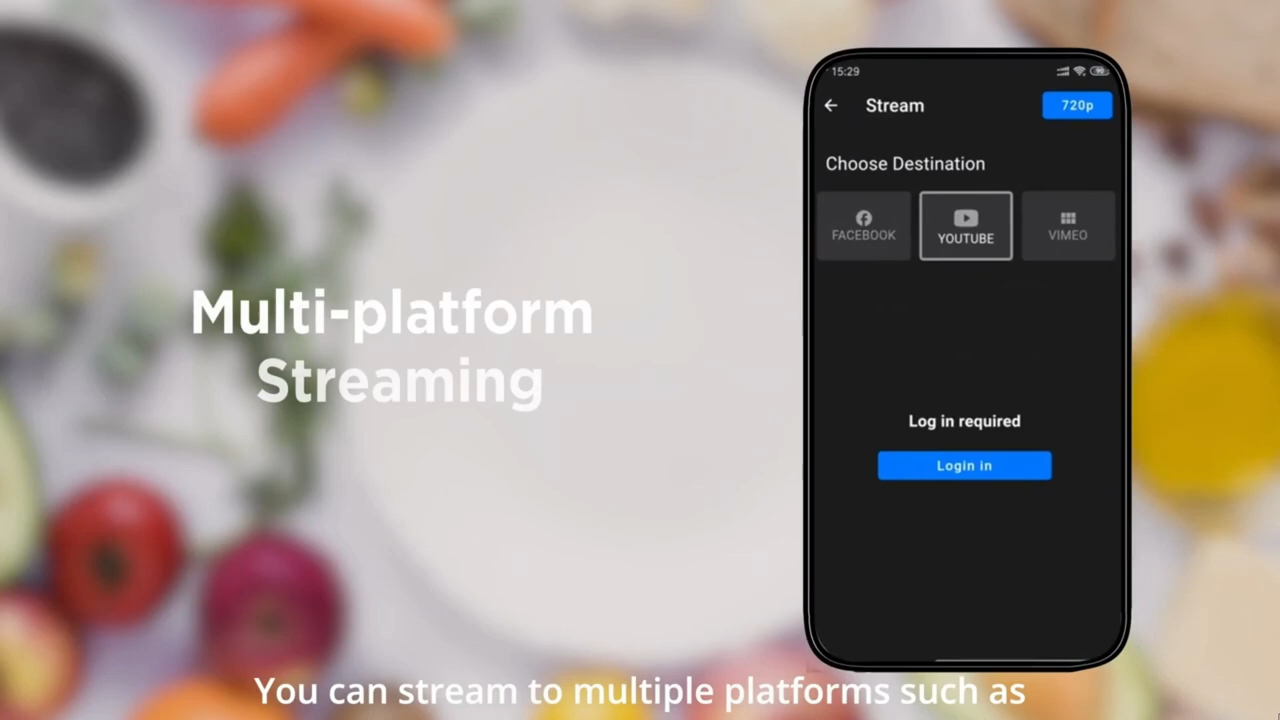 Multi-platform
Streaming
15:29
Stream
720p
Choose Destination
FACEBOOK
YOUTUBE
VIMEO
Log in required
Login in
You can stream to multiple platforms such as